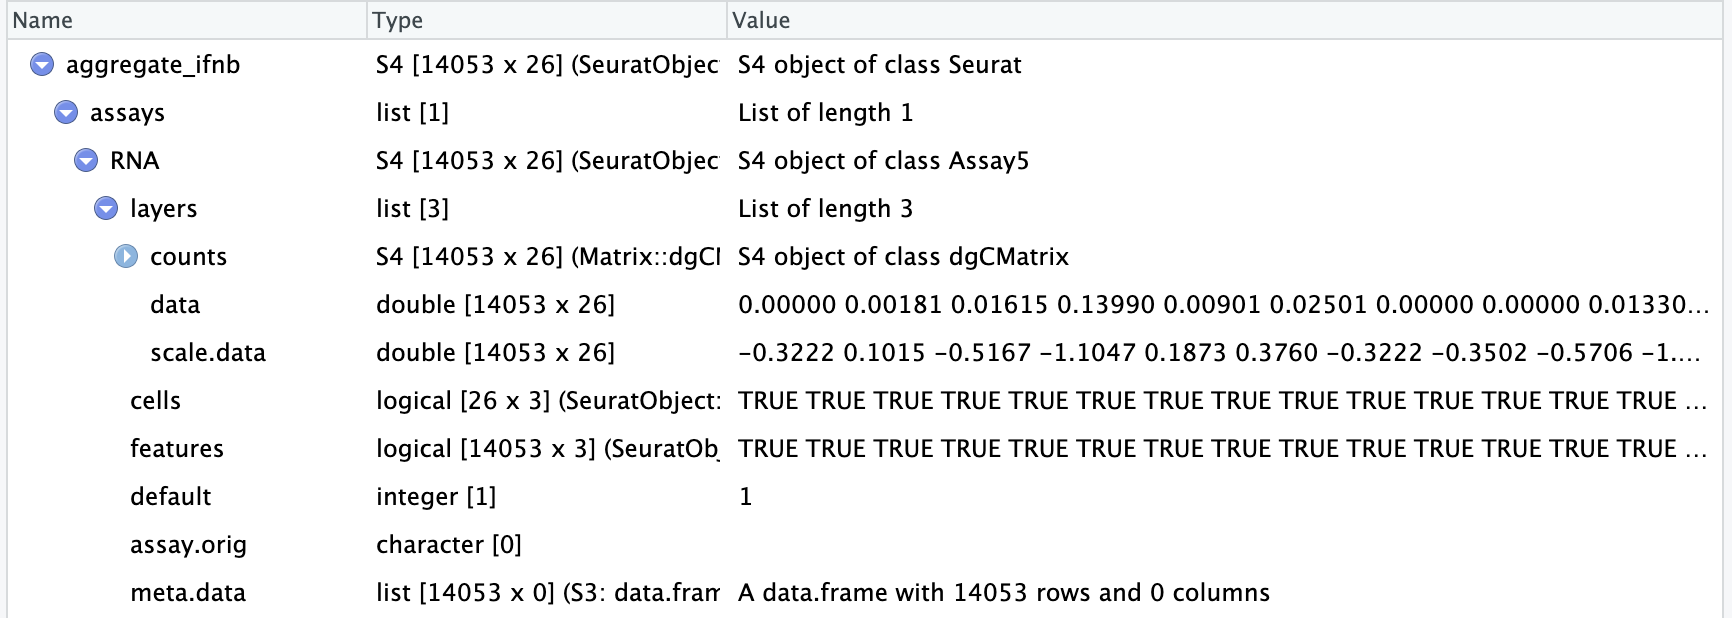 Name Type Value
aggregate_ifnb S4 [14053 x 26] (SeuratObjec S4 object of class Seurat
assays list [1] List of length 1
RNA S4 [14053 x 26] (SeuratObject S4 object of class Assay5
layers list [3] List of length 3
counts S4 [14053 x 26] (Matrix::dgCl S4 object of class dgCMatrix
data double [14053 x 26] 0.00000 0.00181 0.01615 0.13990 0.00901 0.02501 0.00000 0.00000 0.01330...
scale.data double [14053 x 26] -0.3222 0.1015 -0.5167 -1.1047 0.1873 0.3760 -0.3222 -0.3502 -0.5706 -1....
cells logical [26 x 3] (SeuratObject: TRUE TRUE TRUE TRUE TRUE TRUE TRUE TRUE TRUE TRUE TRUE TRUE TRUE TRUE ...
features logical [14053 x 3] (SeuratObj TRUE TRUE TRUE TRUE TRUE TRUE TRUE TRUE TRUE TRUE TRUE TRUE TRUE TRUE ...
default integer [1] 1
assay.orig character [0]
meta.data list [14053 x 0] (S3: data.fram A data.frame with 14053 rows and 0 columns